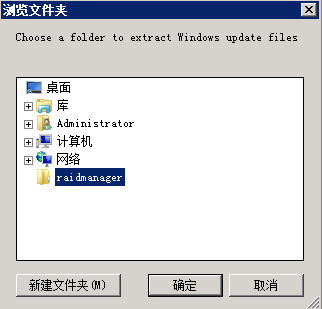 浏览文件夹
Choose a folder to extract Windows update files
桌面
库
Administrator
计算机
网络
raidmanager
新建文件夹(M)
确定
取消